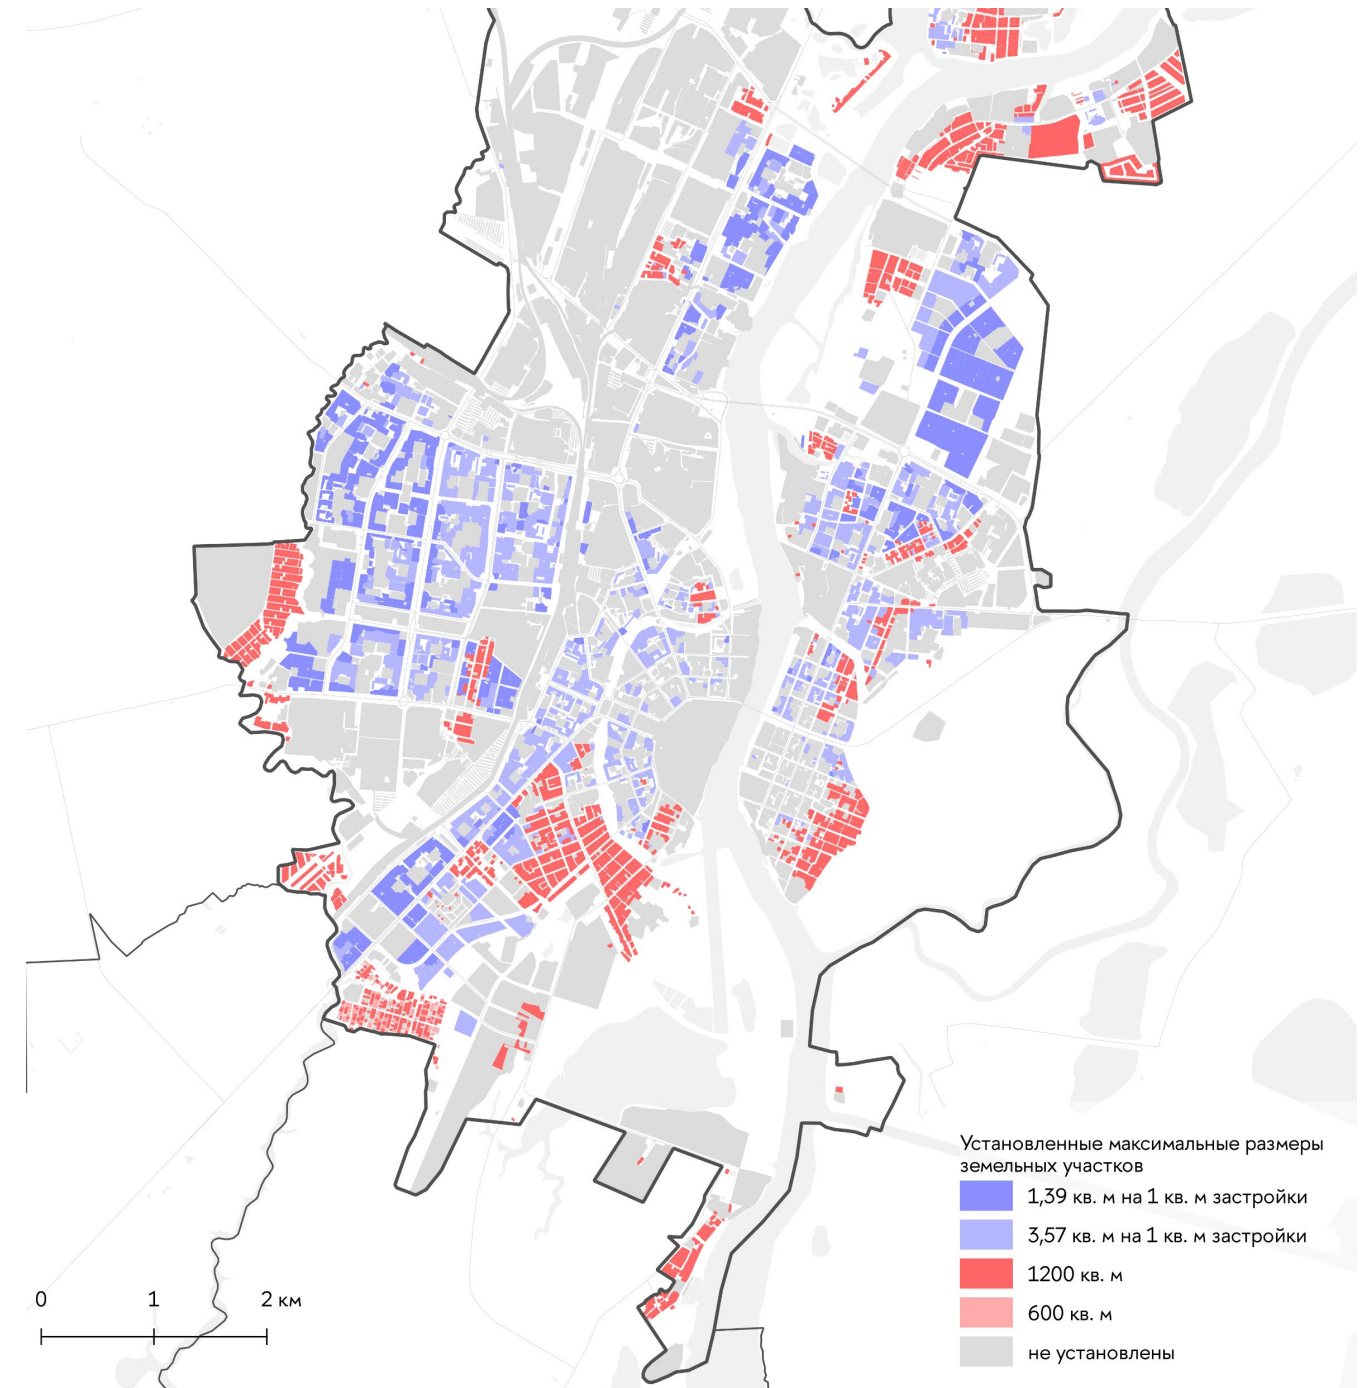 Установленные максимальные размеры
земельных участков
1,39 кв. м на 1 кв. м застройки
3,57 кв. м на 1 кв. м застройки
1200 кв. м
600 кв. м
не установлены
0 1 2 км